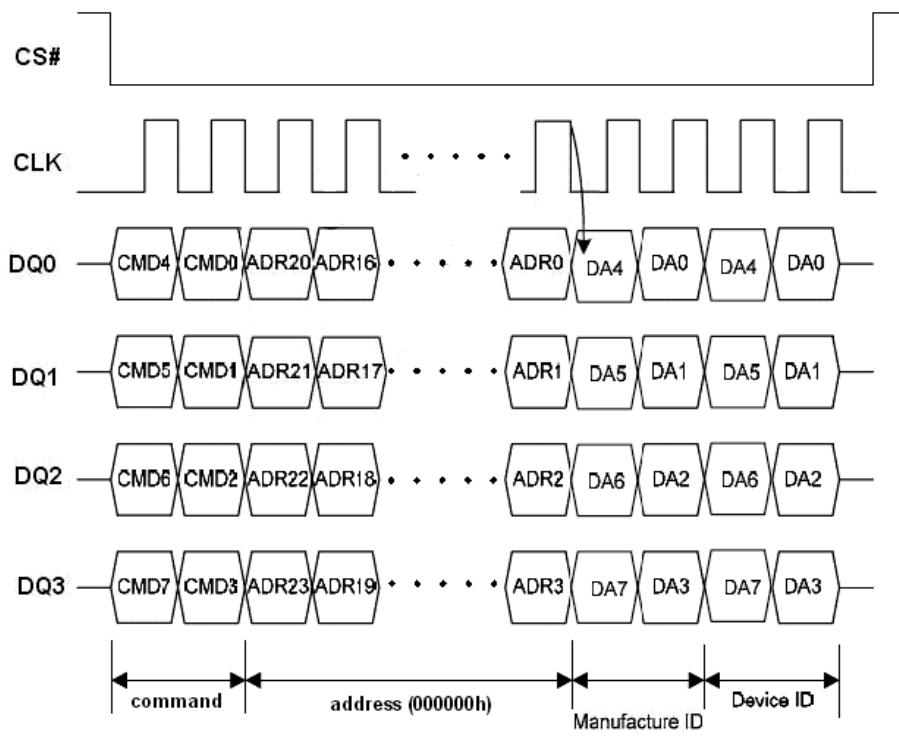 CS#
CLK
DQ0 CMD4 CMD0 ADR20 ADR16 ADR0 DA4 DA0 DA4 DA0
DQ1 CMD5 CMD1 ADR21 ADR17 ADR1 DA5 DA1 DA5 DA1
DQ2 CMD6 CMD2 ADR22 ADR18 ADR2 DA6 DA2 DA6 DA2
DQ3 CMD7 CMD3 ADR23 ADR19 ADR3 DA7 DA3 DA7 DA3
command address (000000h) Manufacture ID Device ID